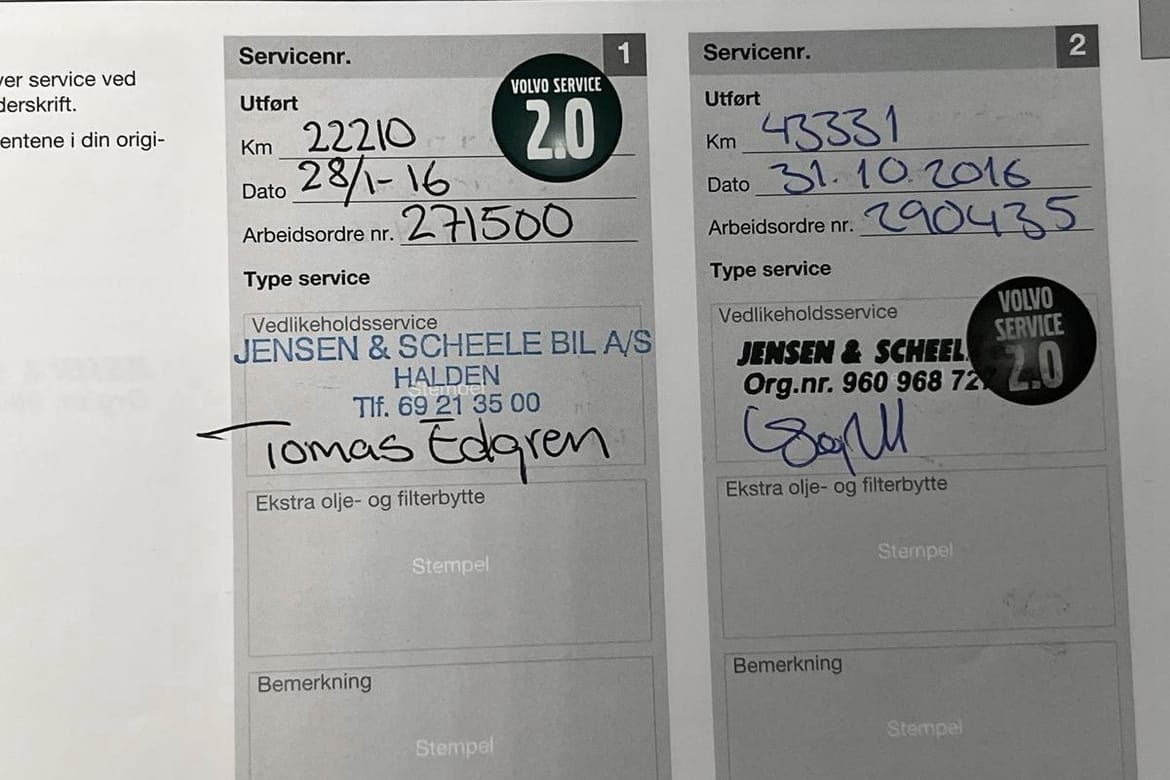 ver service ved
derskrift.
entene i din origi-
Servicenr. 1
VOLVO SERVICE
2.0
Utført
Km 22210
Dato 28/1-16
Arbeidsordre nr. 271500
Type service
Vedlikeholdsservice
JENSEN & SCHEELE BIL A/S
HALDEN
Stempel
Tlf. 69 21 35 00
Tomas Edgren
Ekstra olje- og filterbytte
Stempel
Bemerkning
Stempel
Servicenr. 2
Utført
Km 43331
Dato 31.10.2016
Arbeidsordre nr. 290435
Type service
Vedlikeholdsservice
VOLVO
SERVICE
2.0
JENSEN & SCHEEL
Org.nr. 960 968 72
Ekstra olje- og filterbytte
Stempel
Bemerkning
Stempel